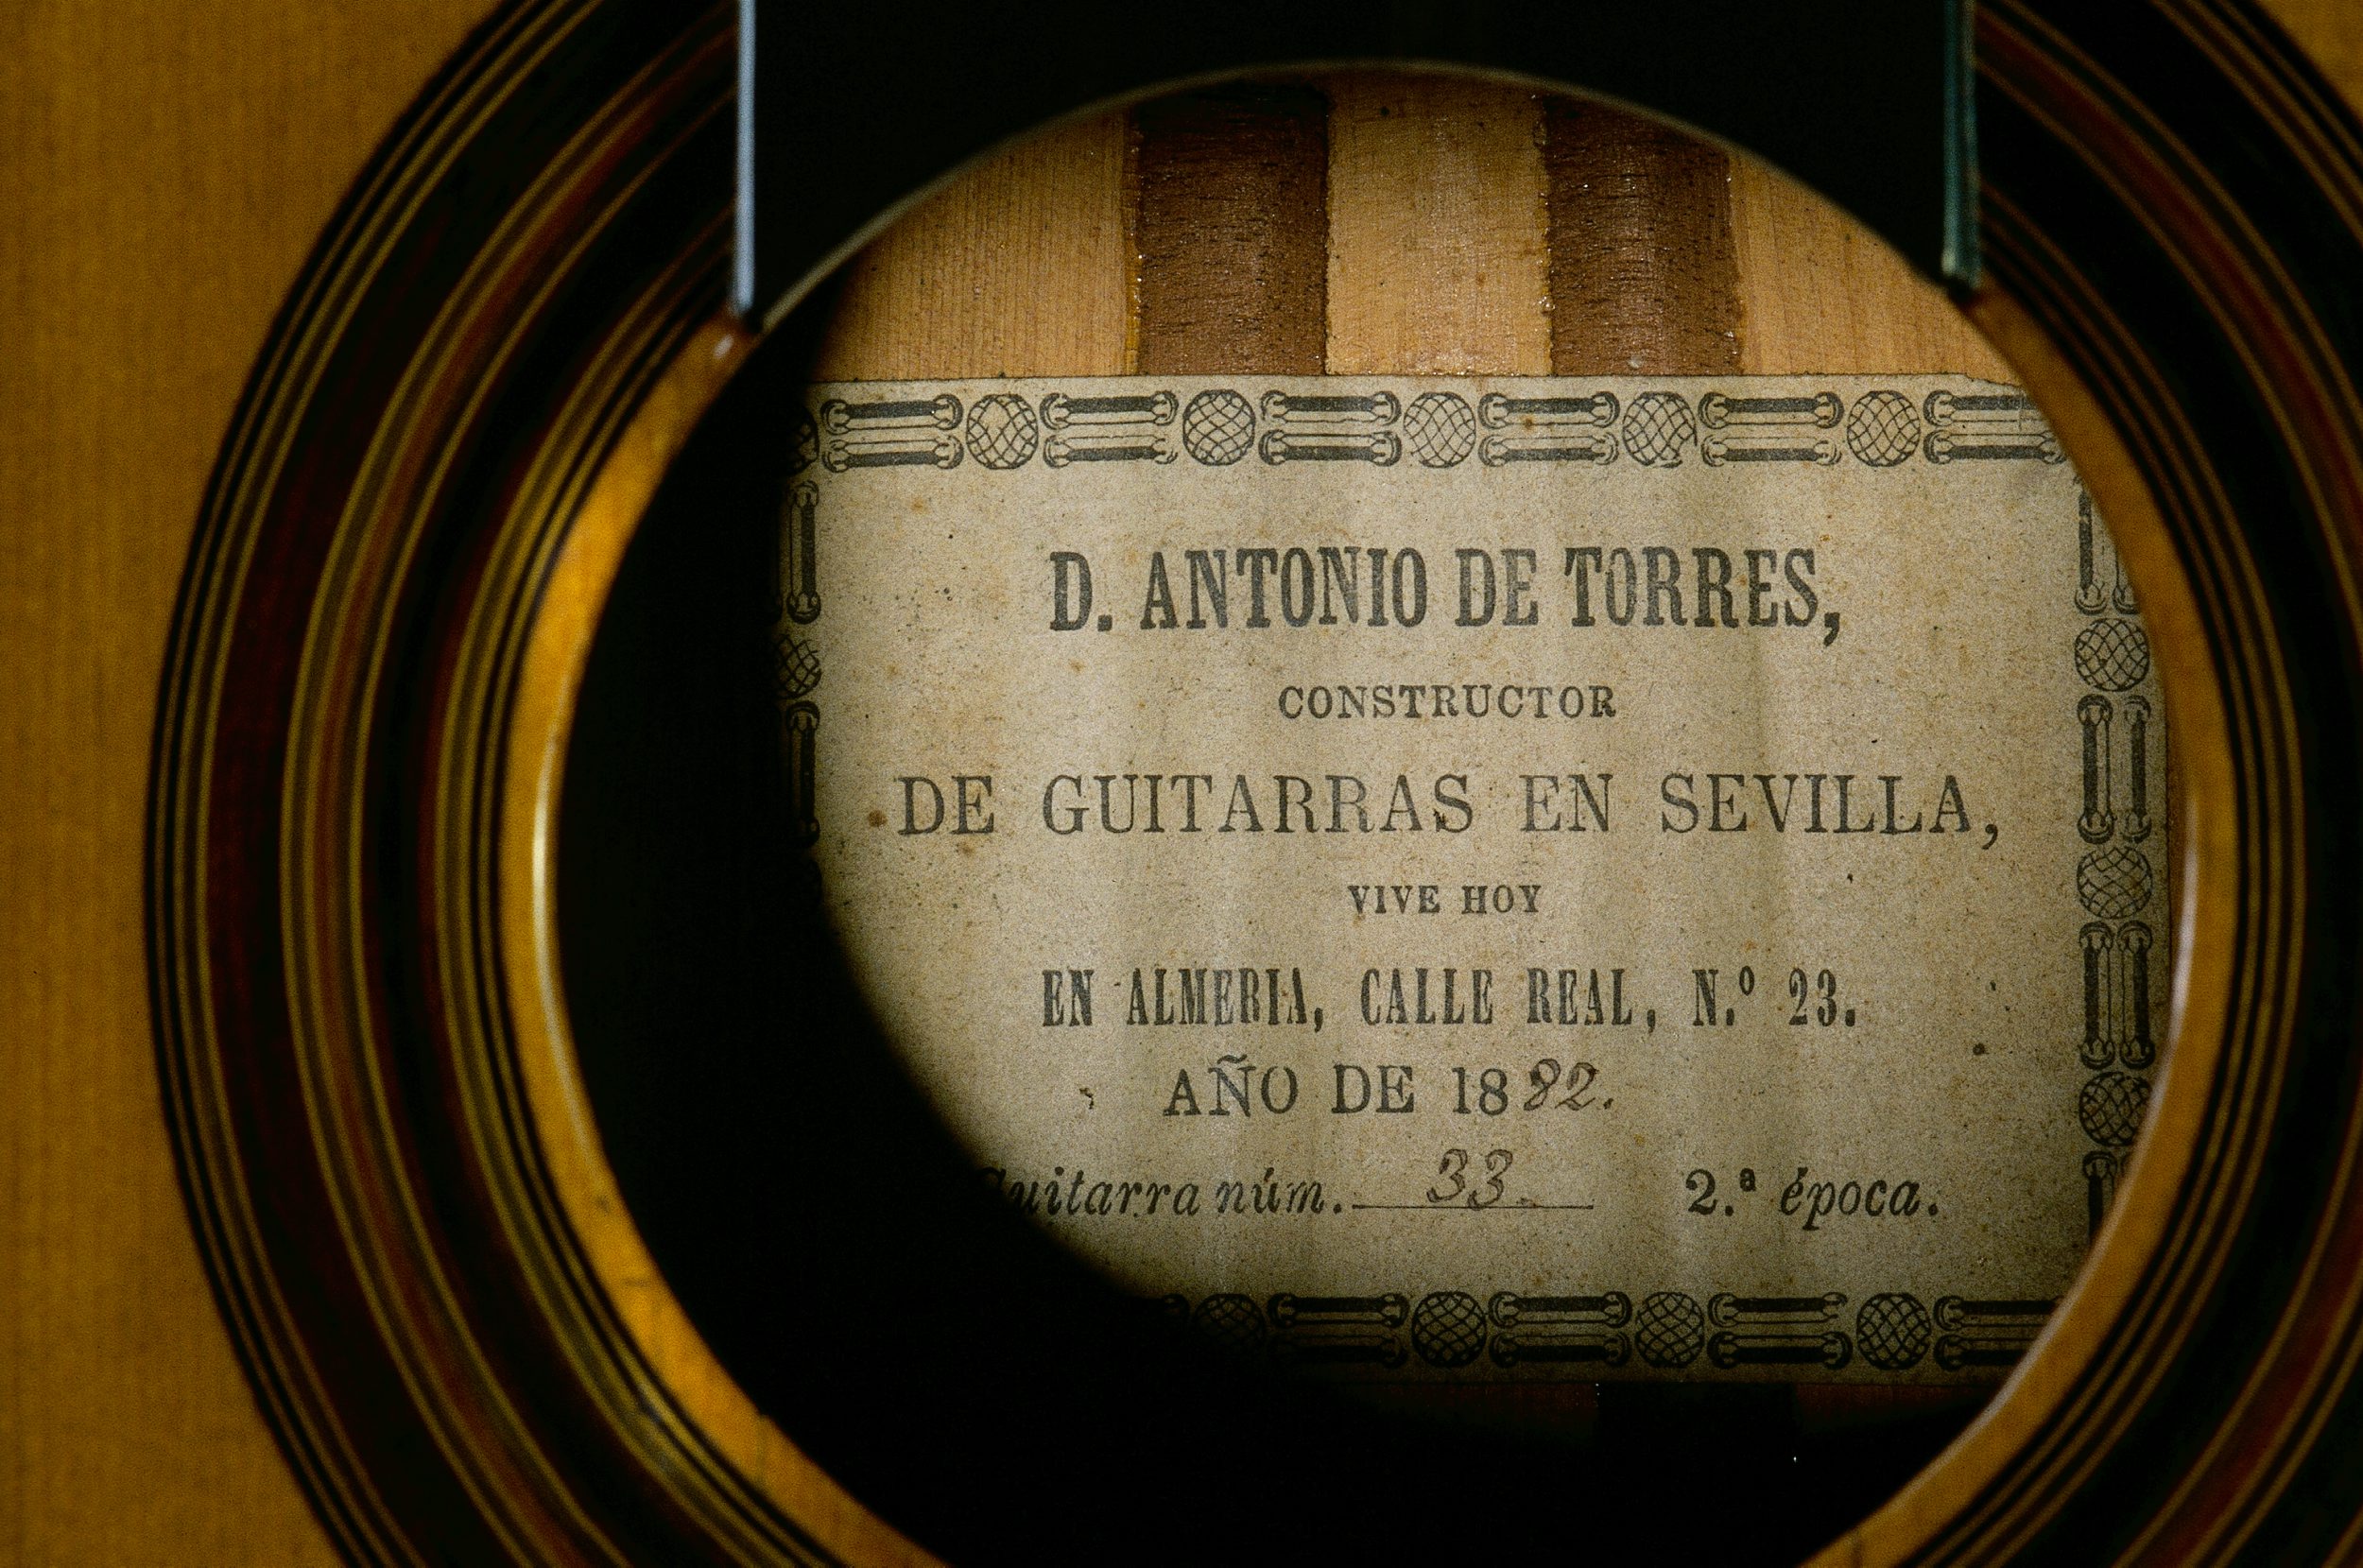 D. ANTONIO DE TORRES,
CONSTRUCTOR
DE GUITARRAS EN SEVILLA,
VIVE HOY
EN ALMERIA, CALLE REAL, N.º 23.
AÑO DE 1882.
Guitarra núm. 33 2.ª época.